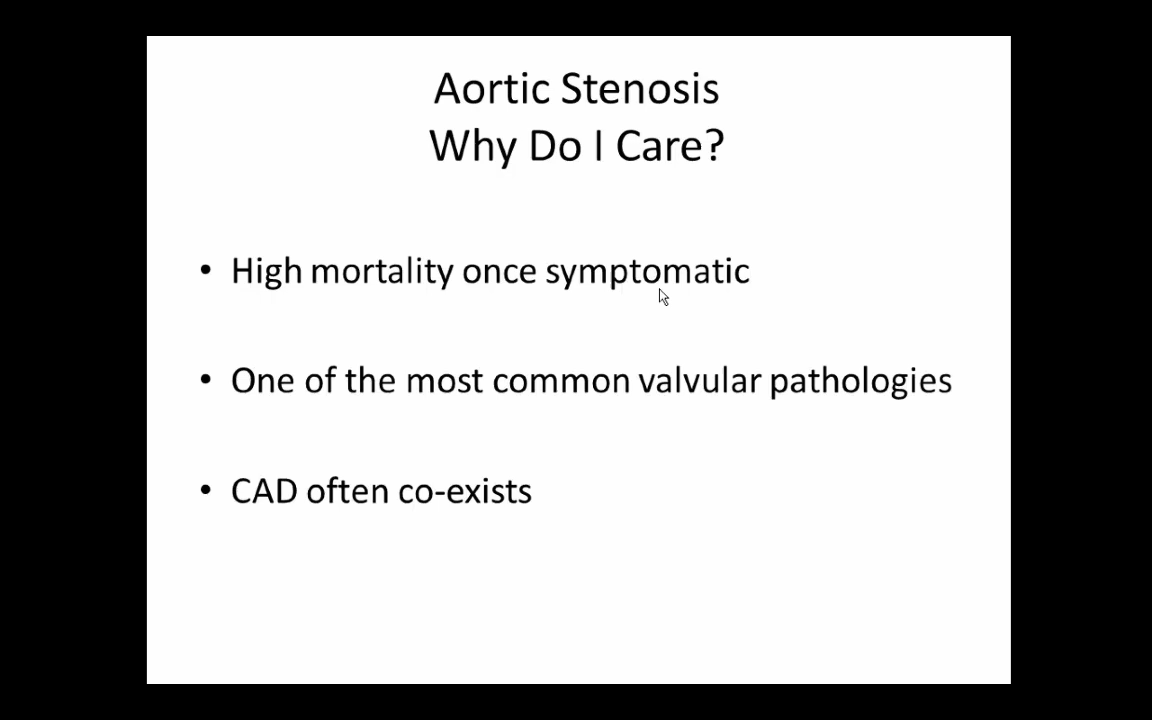 Aortic Stenosis
Why Do I Care?
• High mortality once symptomatic
• One of the most common valvular pathologies
• CAD often co-exists